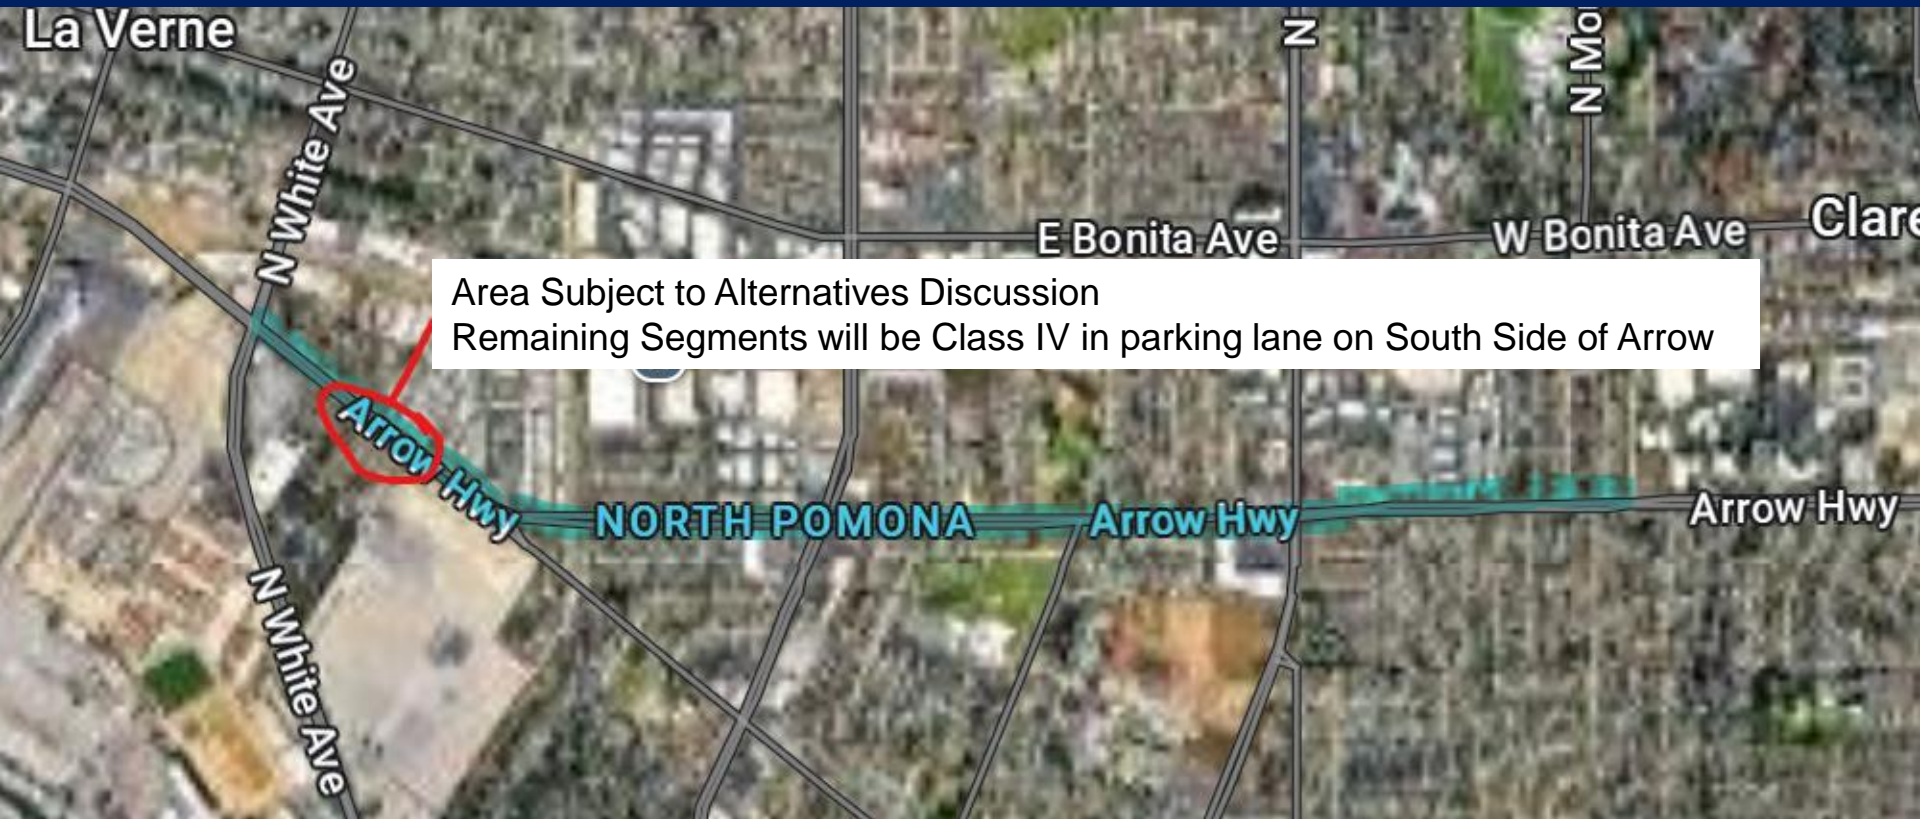 La Verne
N White Ave
N
N Mo
E Bonita Ave
W Bonita Ave
Clare
Area Subject to Alternatives Discussion
Remaining Segments will be Class IV in parking lane on South Side of Arrow
Arrow Hwy
NORTH POMONA
Arrow Hwy
Arrow Hwy
N White Ave